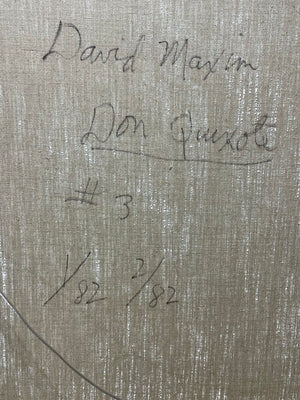 David Maxim
Don Quixote
# 3
1/82 2/82